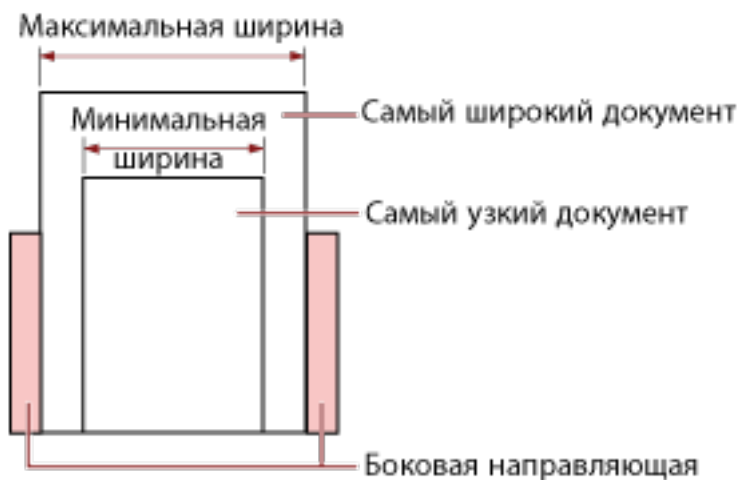 Максимальная ширина
Самый широкий документ
Минимальная
ширина
Самый узкий документ
Боковая направляющая